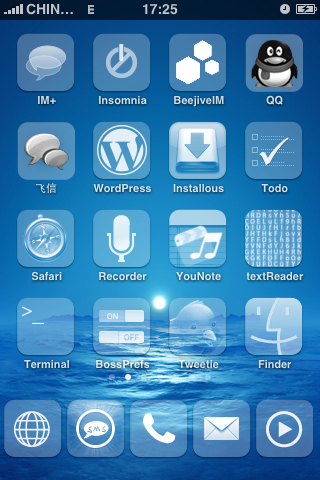 CHIN... E 17:25
IM+ Insomnia BeejiveIM QQ
飞信 WordPress Installous Todo
Safari Recorder YouNote textReader
>_
ON
OFF
Terminal BossPrefs Tweetie Finder
SMS